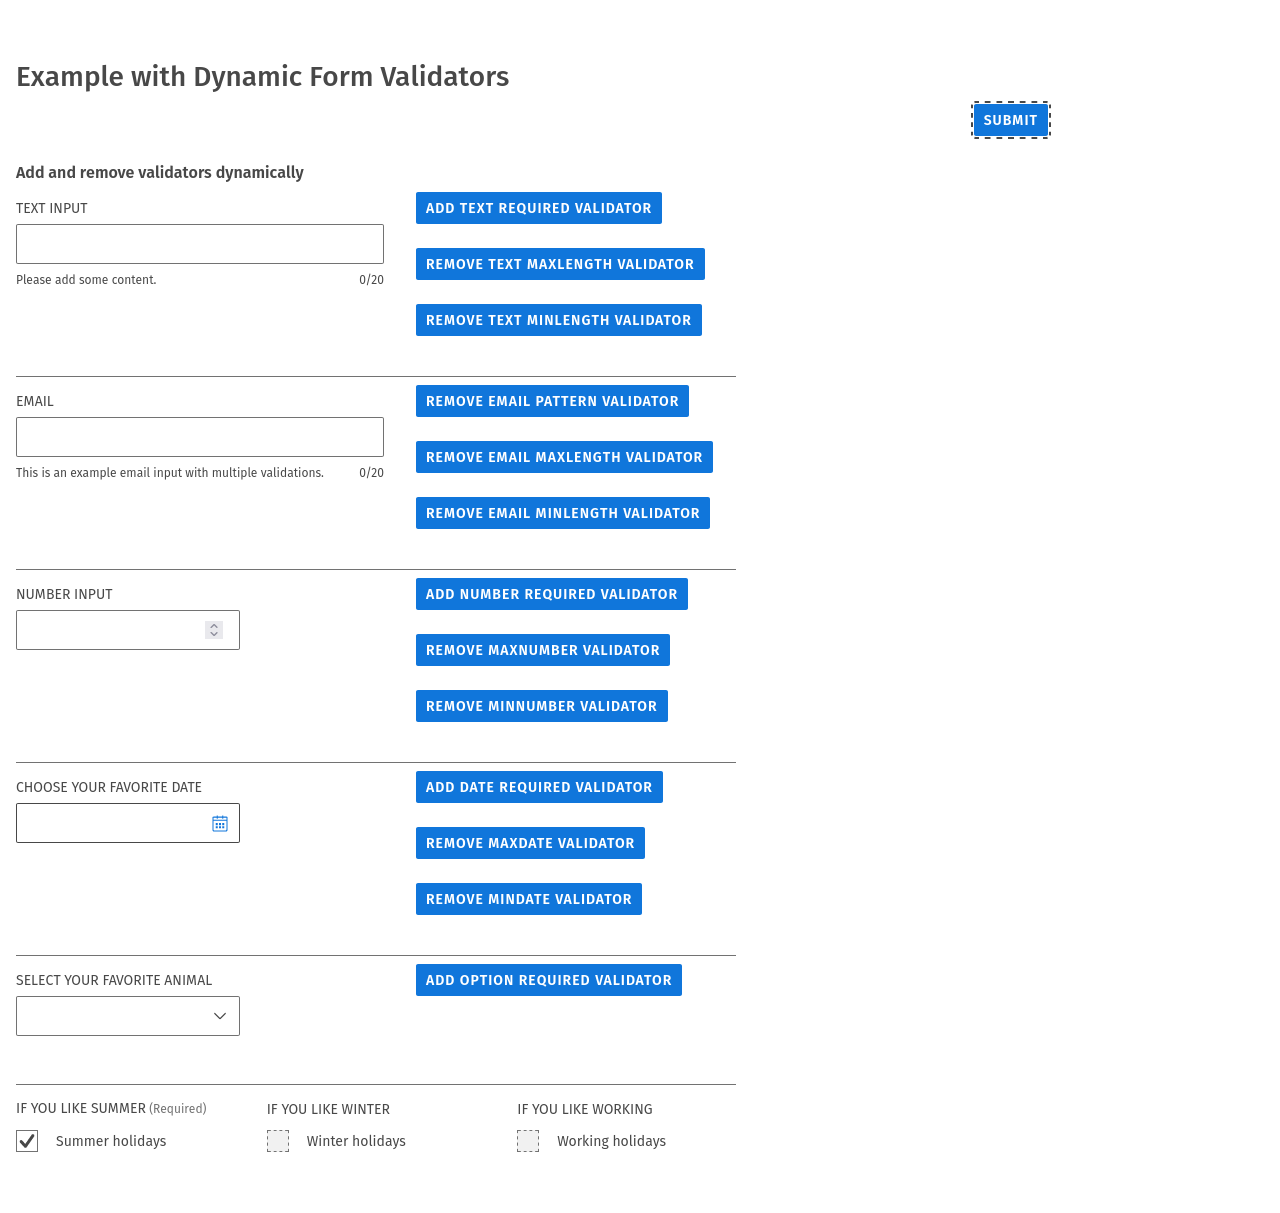 Example with Dynamic Form Validators
SUBMIT
Add and remove validators dynamically
TEXT INPUT
ADD TEXT REQUIRED VALIDATOR
REMOVE TEXT MAXLENGTH VALIDATOR
Please add some content. 0/20
REMOVE TEXT MINLENGTH VALIDATOR
EMAIL
REMOVE EMAIL PATTERN VALIDATOR
REMOVE EMAIL MAXLENGTH VALIDATOR
This is an example email input with multiple validations. 0/20
REMOVE EMAIL MINLENGTH VALIDATOR
NUMBER INPUT
ADD NUMBER REQUIRED VALIDATOR
REMOVE MAXNUMBER VALIDATOR
REMOVE MINNUMBER VALIDATOR
CHOOSE YOUR FAVORITE DATE
ADD DATE REQUIRED VALIDATOR
REMOVE MAXDATE VALIDATOR
REMOVE MINDATE VALIDATOR
SELECT YOUR FAVORITE ANIMAL
ADD OPTION REQUIRED VALIDATOR
IF YOU LIKE SUMMER (Required)
Summer holidays
IF YOU LIKE WINTER
Winter holidays
IF YOU LIKE WORKING
Working holidays